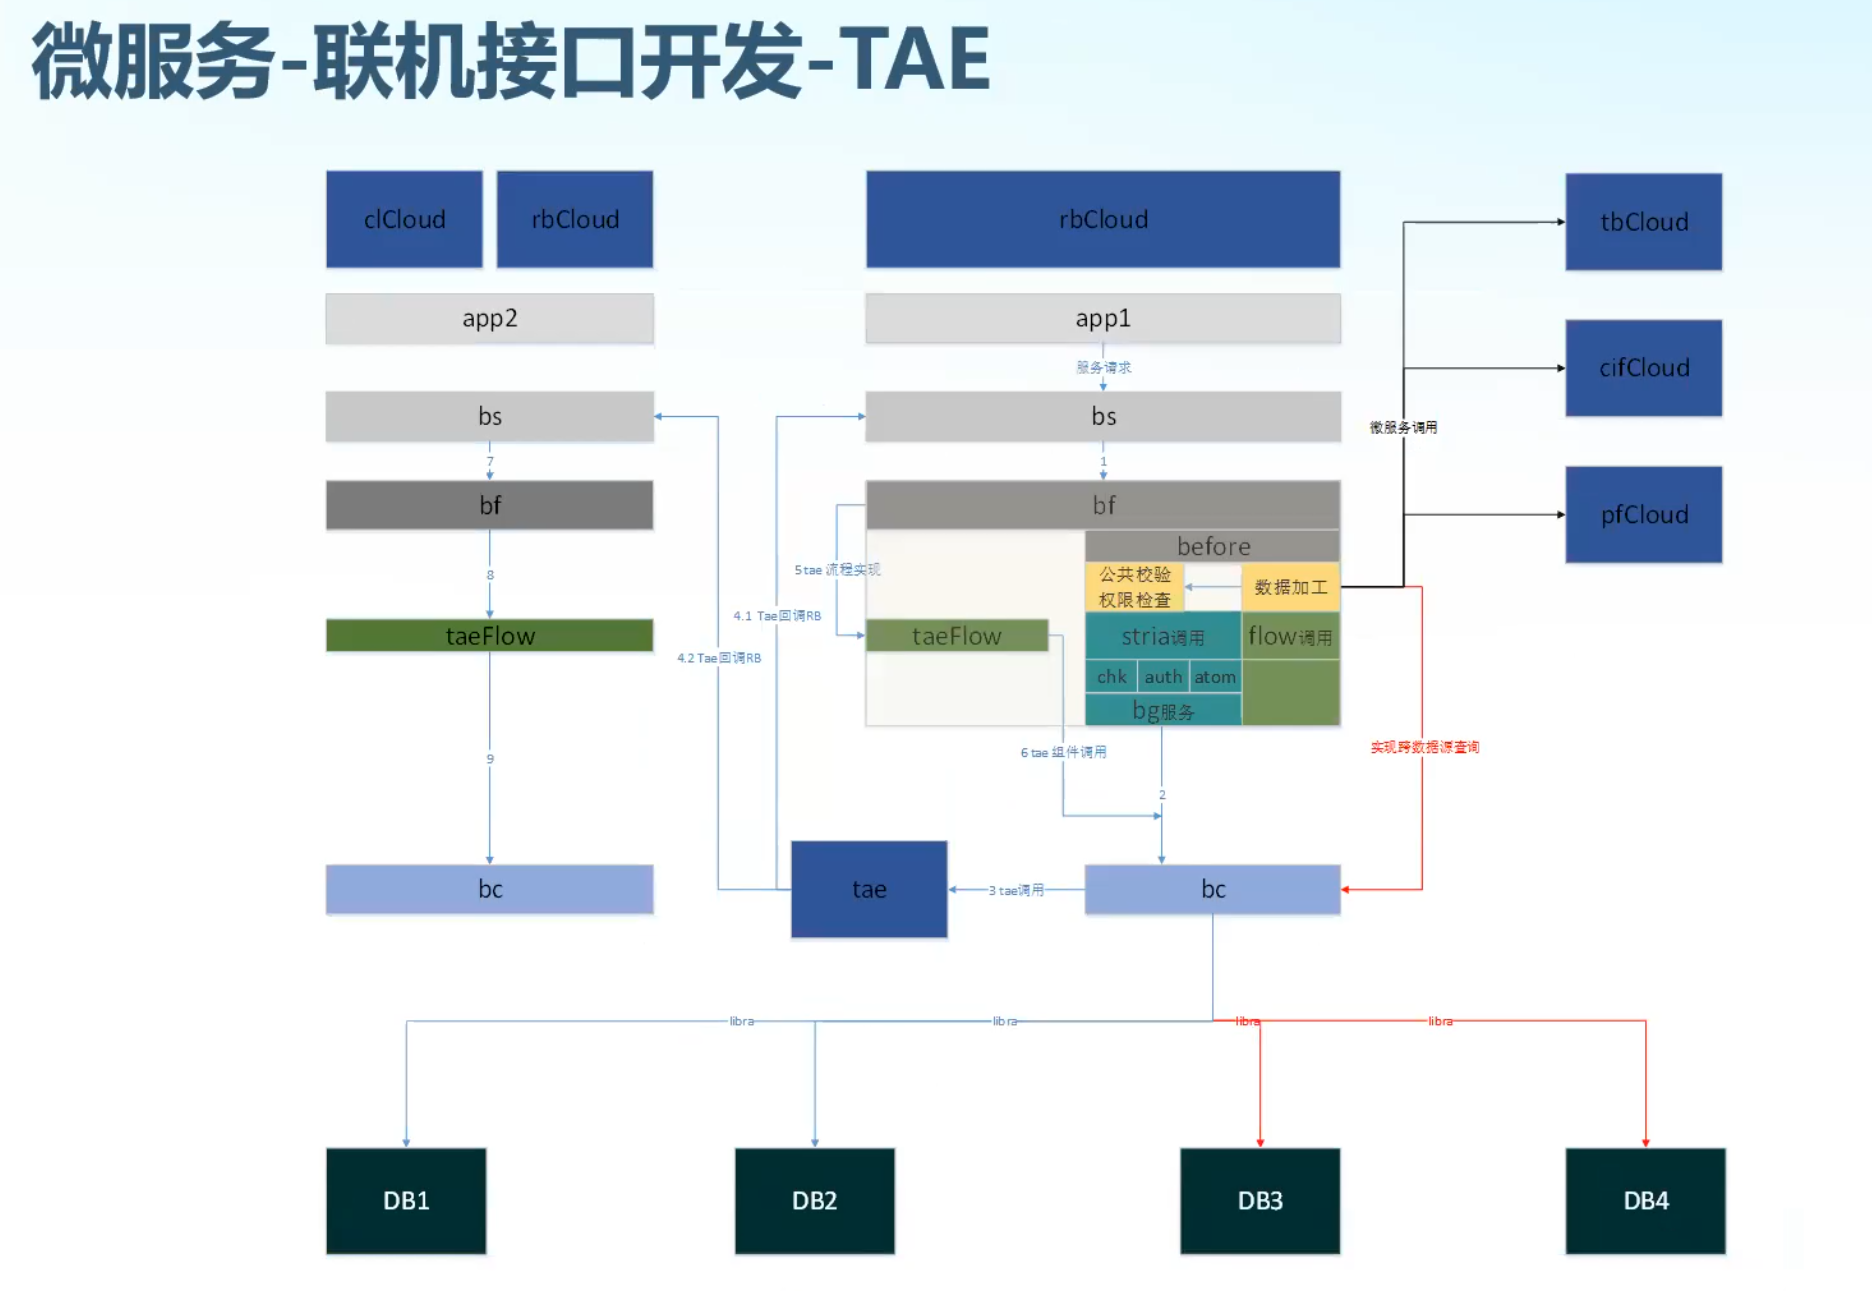 微服务-联机接口开发-TAE
clCloud
rbCloud
rbCloud
tbCloud
app2
app1
服务请求
cifCloud
bs
bs
微服务调用
7
1
bf
bf
pfCloud
before
5 tae 流程实现
8
公共校验
权限检查
数据加工
4.1 Tae回调RB
taeFlow
taeFlow
stria调用
flow调用
4.2 Tae回调RB
chk
auth
atom
bg服务
6 tae 组件调用
实现跨数据源查询
9
2
bc
tae
3 tae调用
bc
libra
libra
libra
libra
DB1
DB2
DB3
DB4